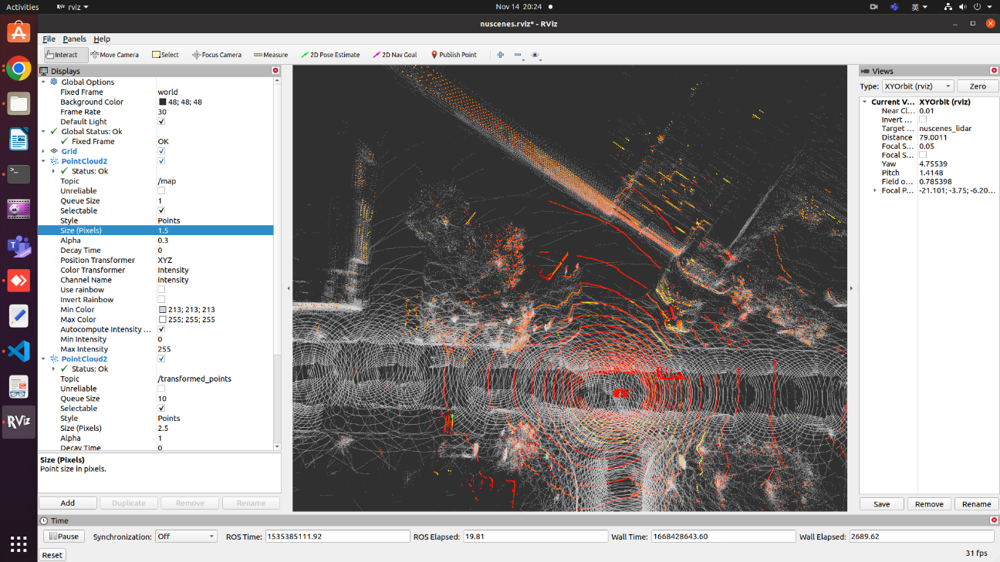 Activities rviz Nov 14 20:24 英
nuscenes.rviz* - RViz
File Panels Help
Interact Move Camera Select Focus Camera Measure 2D Pose Estimate 2D Nav Goal Publish Point
Displays
Global Options
Fixed Frame world
Background Color 48; 48; 48
Frame Rate 30
Default Light
Global Status: Ok
Fixed Frame OK
Grid
PointCloud2
Status: Ok
Topic /map
Unreliable
Queue Size 1
Selectable
Style Points
Size (Pixels) 1.5
Alpha 0.3
Decay Time 0
Position Transformer XYZ
Color Transformer Intensity
Channel Name intensity
Use rainbow
Invert Rainbow
Min Color 213; 213; 213
Max Color 255; 255; 255
Autocompute Intensity ...
Min Intensity 0
Max Intensity 255
PointCloud2
Status: Ok
Topic /transformed_points
Unreliable
Queue Size 10
Selectable
Style Points
Size (Pixels) 2.5
Alpha 1
Decay Time 0
Size (Pixels)
Point size in pixels.
Add Duplicate Remove Rename
Views
Type: XYOrbit (rviz) Zero
Current V... XYOrbit (rviz)
Near Cl... 0.01
Invert ...
Target ... nuscenes_lidar
Distance 79.0011
Focal S... 0.05
Focal S...
Yaw 4.75539
Pitch 1.4148
Field o... 0.785398
Focal P... -21.101; -3.75; -6.20...
Save Remove Rename
RViz
Time
Pause Synchronization: Off ROS Time: 1535385111.92 ROS Elapsed: 19.81 Wall Time: 1668428643.60 Wall Elapsed: 2689.62
Reset 31 fps